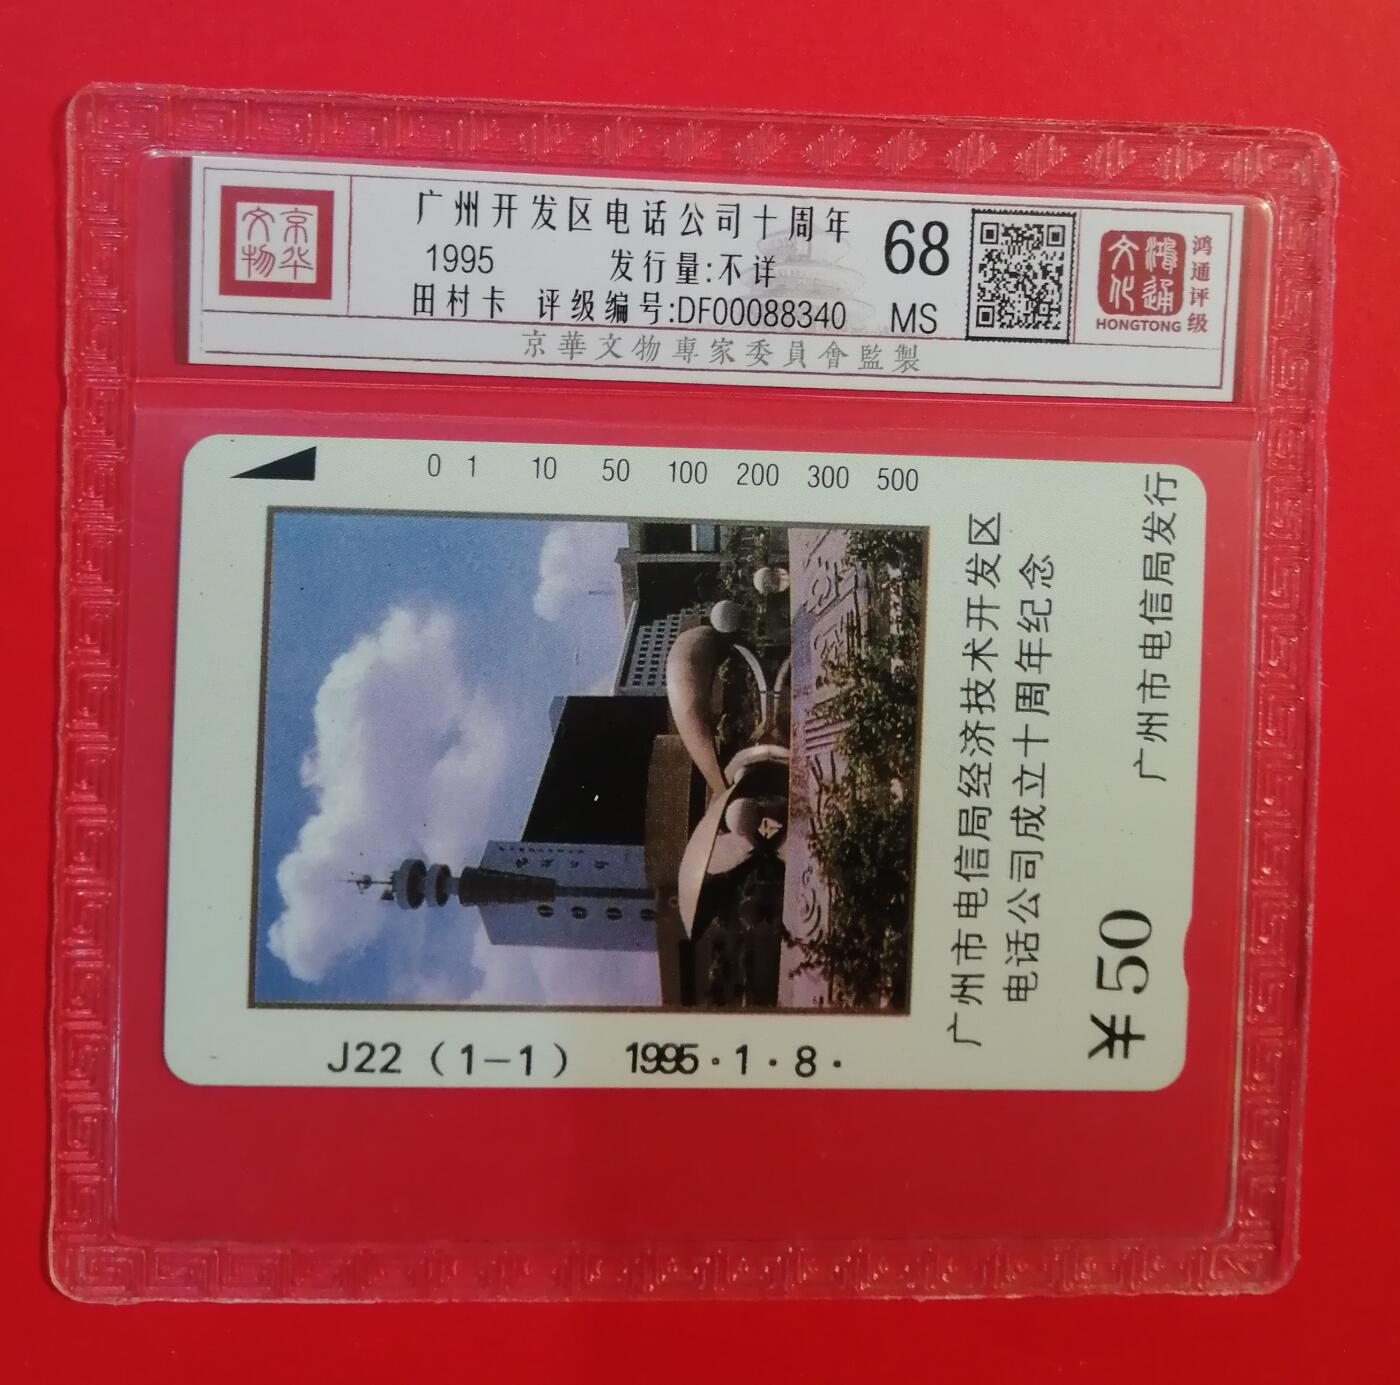 京华
文物
广州开发区电话公司十周年
1995 发行量:不详
田村卡 评级编号:DF00088340
68
MS
鸿通
文化
HONGTONG
鸿通评级
京華文物專家委員會監製
0 1 10 50 100 200 300 500
广州市电信局经济技术开发区
电话公司成立十周年纪念
广州市电信局发行
¥50
J22(1-1) 1995·1·8·